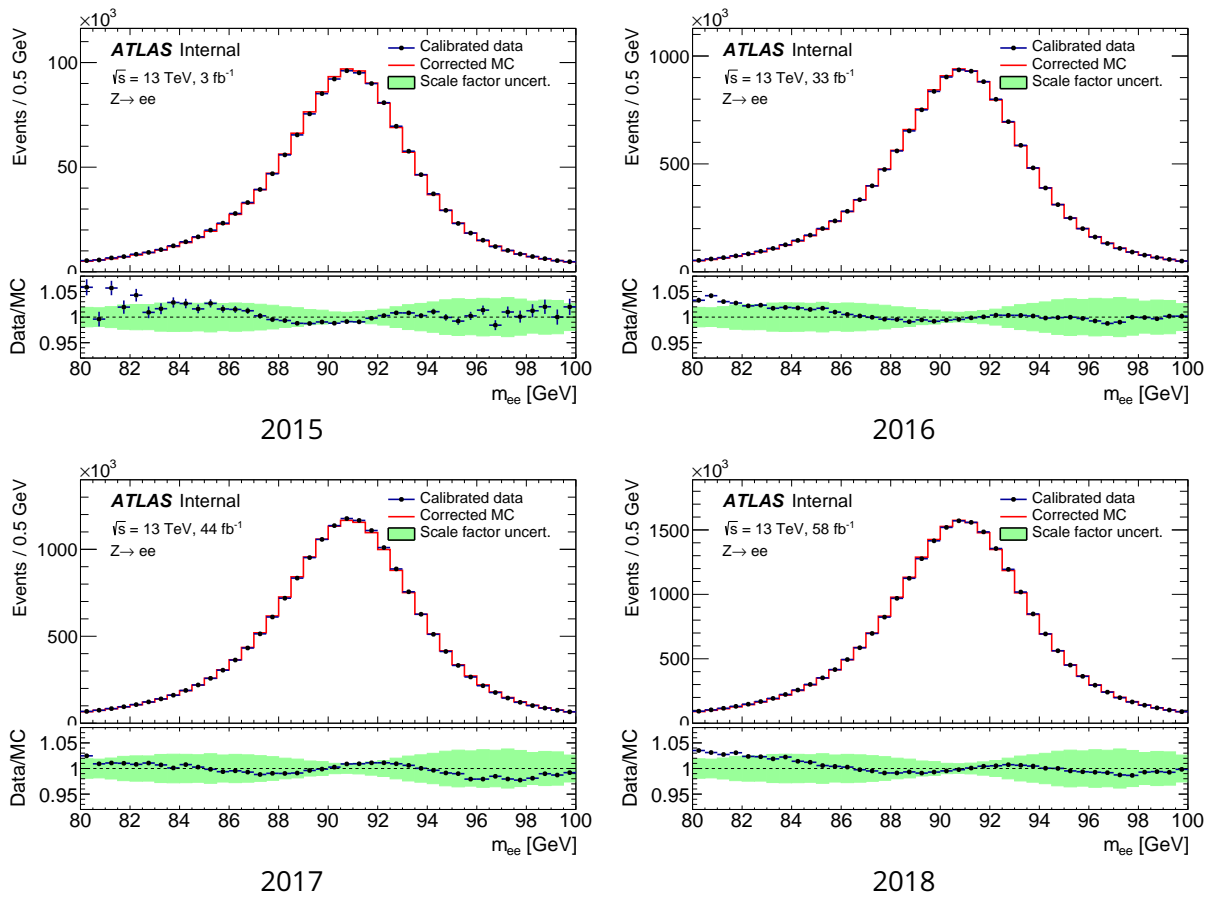 ×10³
ATLAS Internal
√s = 13 TeV, 3 fb⁻¹
Z→ ee
Calibrated data
Corrected MC
Scale factor uncert.
Events / 0.5 GeV
100
50
0
Data/MC
1.05
1
0.95
80 82 84 86 88 90 92 94 96 98 100
m_ee [GeV]
2015
×10³
ATLAS Internal
√s = 13 TeV, 33 fb⁻¹
Z→ ee
Calibrated data
Corrected MC
Scale factor uncert.
Events / 0.5 GeV
1000
500
0
Data/MC
1.05
1
0.95
80 82 84 86 88 90 92 94 96 98 100
m_ee [GeV]
2016
×10³
ATLAS Internal
√s = 13 TeV, 44 fb⁻¹
Z→ ee
Calibrated data
Corrected MC
Scale factor uncert.
Events / 0.5 GeV
1000
500
0
Data/MC
1.05
1
0.95
80 82 84 86 88 90 92 94 96 98 100
m_ee [GeV]
2017
×10³
ATLAS Internal
√s = 13 TeV, 58 fb⁻¹
Z→ ee
Calibrated data
Corrected MC
Scale factor uncert.
Events / 0.5 GeV
1500
1000
500
0
Data/MC
1.05
1
0.95
80 82 84 86 88 90 92 94 96 98 100
m_ee [GeV]
2018